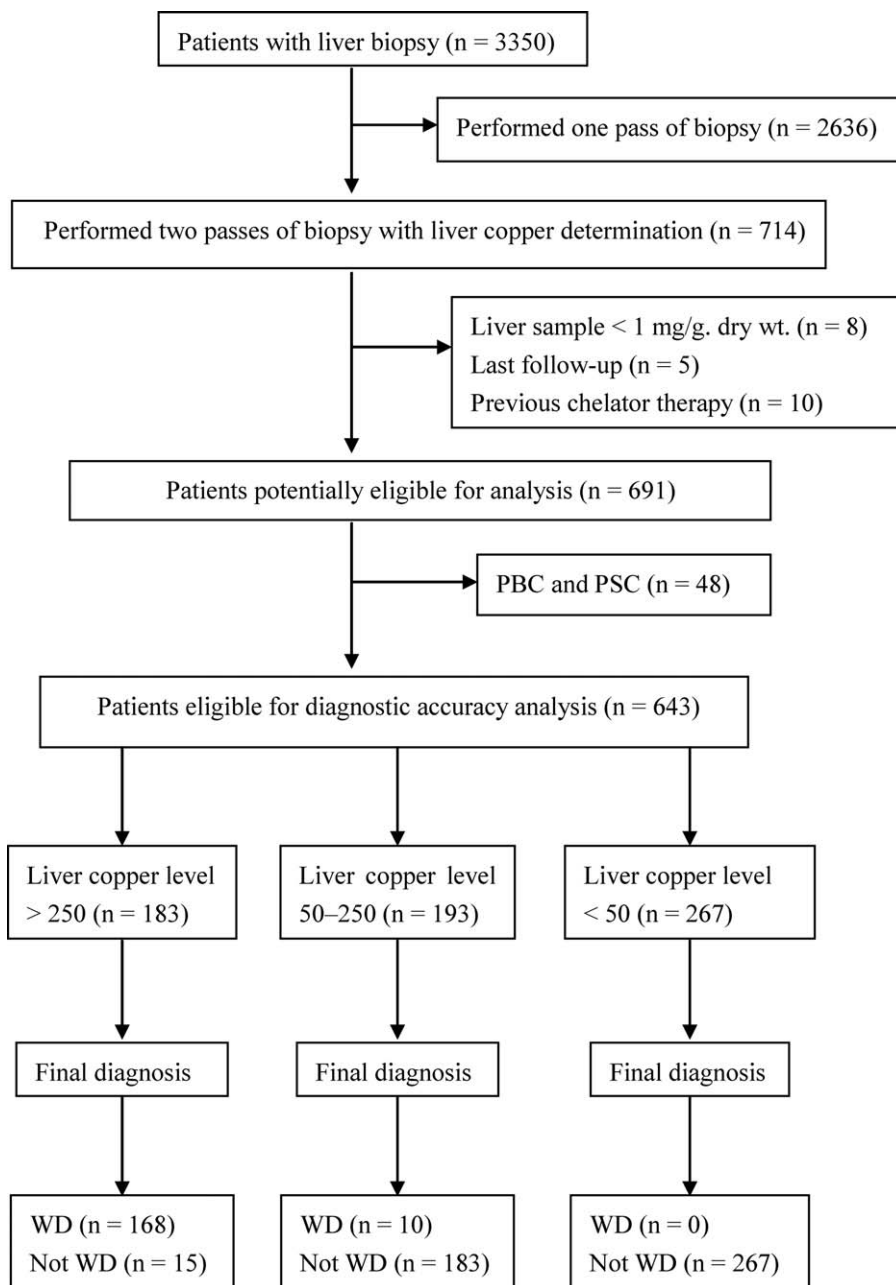 Patients with liver biopsy (n = 3350)
Performed one pass of biopsy (n = 2636)
Performed two passes of biopsy with liver copper determination (n = 714)
Liver sample < 1 mg/g. dry wt. (n = 8)
Last follow-up (n = 5)
Previous chelator therapy (n = 10)
Patients potentially eligible for analysis (n = 691)
PBC and PSC (n = 48)
Patients eligible for diagnostic accuracy analysis (n = 643)
Liver copper level
> 250 (n = 183)
Liver copper level
50–250 (n = 193)
Liver copper level
< 50 (n = 267)
Final diagnosis
Final diagnosis
Final diagnosis
WD (n = 168)
Not WD (n = 15)
WD (n = 10)
Not WD (n = 183)
WD (n = 0)
Not WD (n = 267)